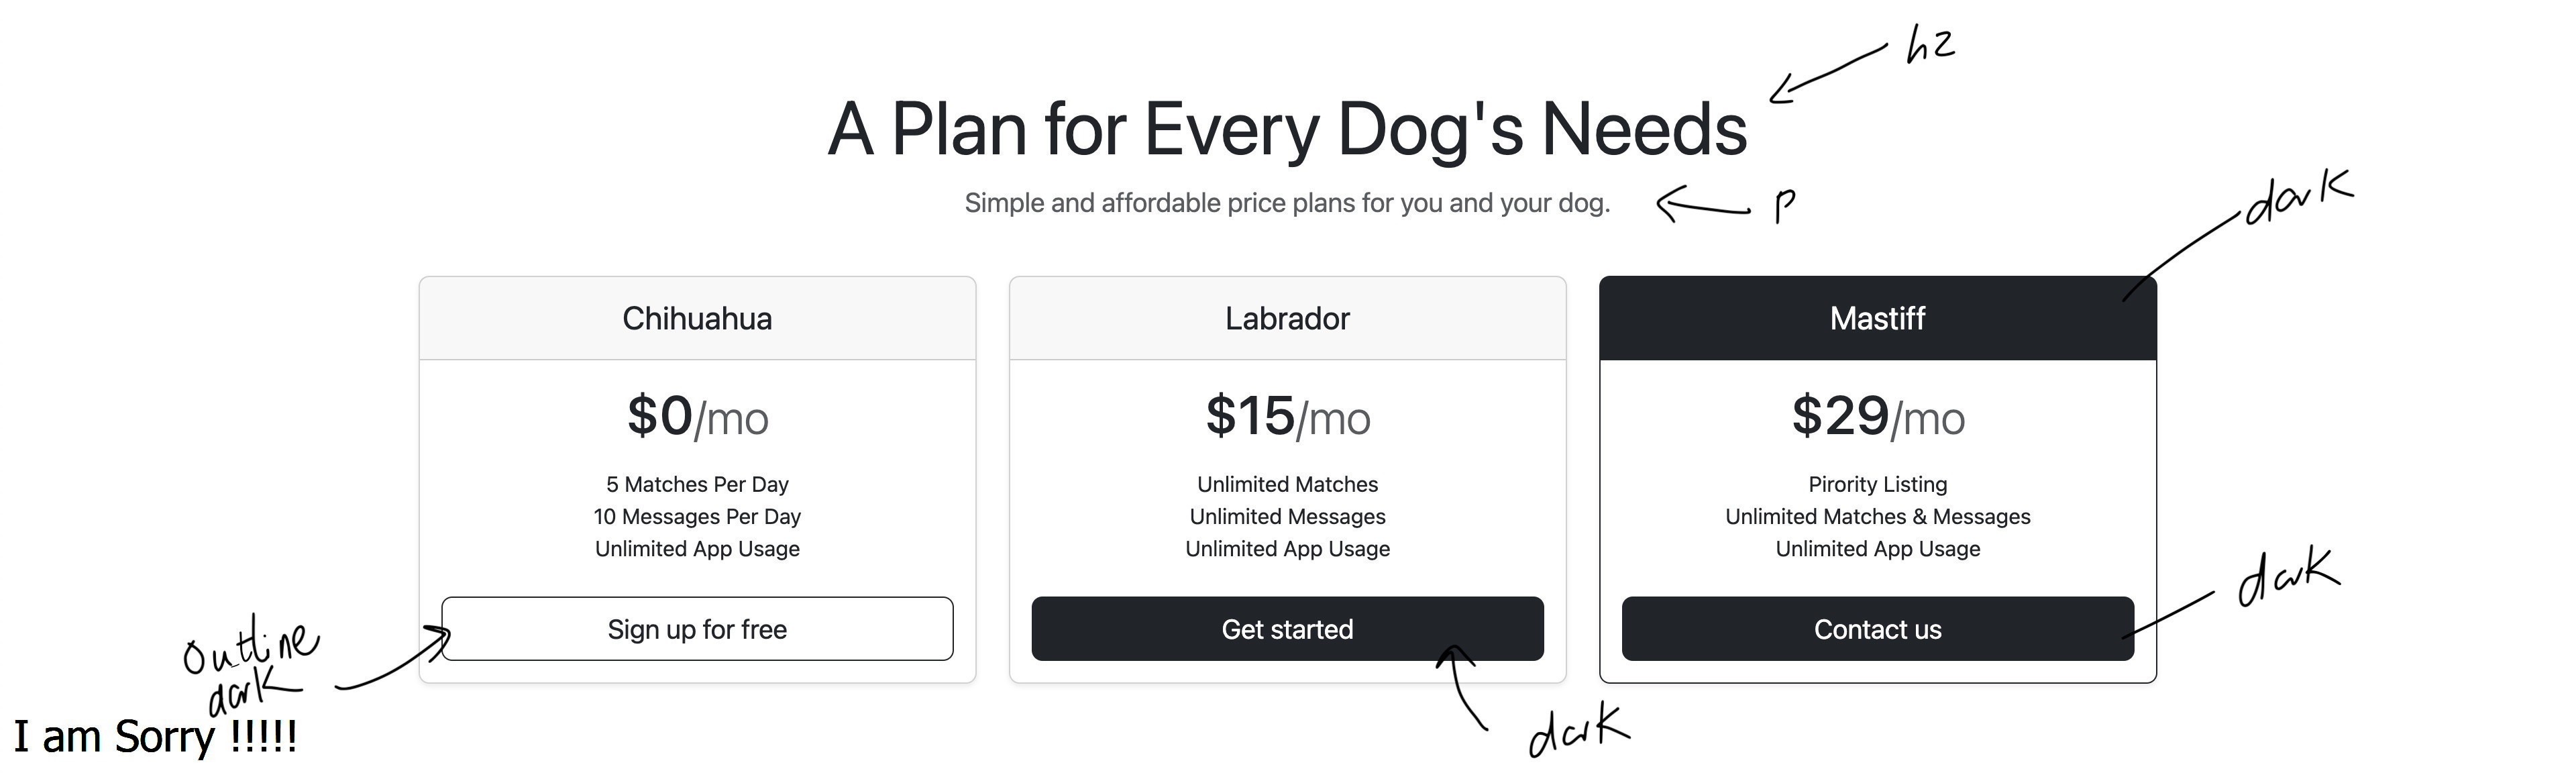 h2
A Plan for Every Dog's Needs
Simple and affordable price plans for you and your dog.
p
dark
Chihuahua
$0/mo
5 Matches Per Day
10 Messages Per Day
Unlimited App Usage
Sign up for free
Outline
dark
Labrador
$15/mo
Unlimited Matches
Unlimited Messages
Unlimited App Usage
Get started
dark
Mastiff
$29/mo
Pirority Listing
Unlimited Matches & Messages
Unlimited App Usage
Contact us
dark
I am Sorry !!!!!